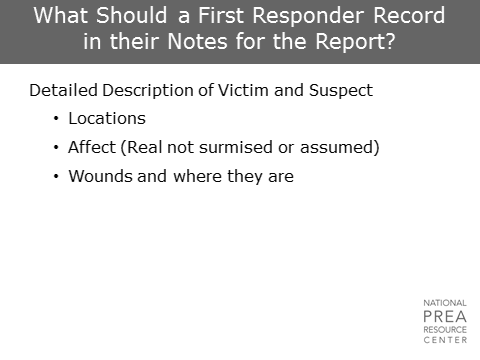 What Should a First Responder Record
in their Notes for the Report?
Detailed Description of Victim and Suspect
• Locations
• Affect (Real not surmised or assumed)
• Wounds and where they are
NATIONAL
PREA
RESOURCE
CENTER